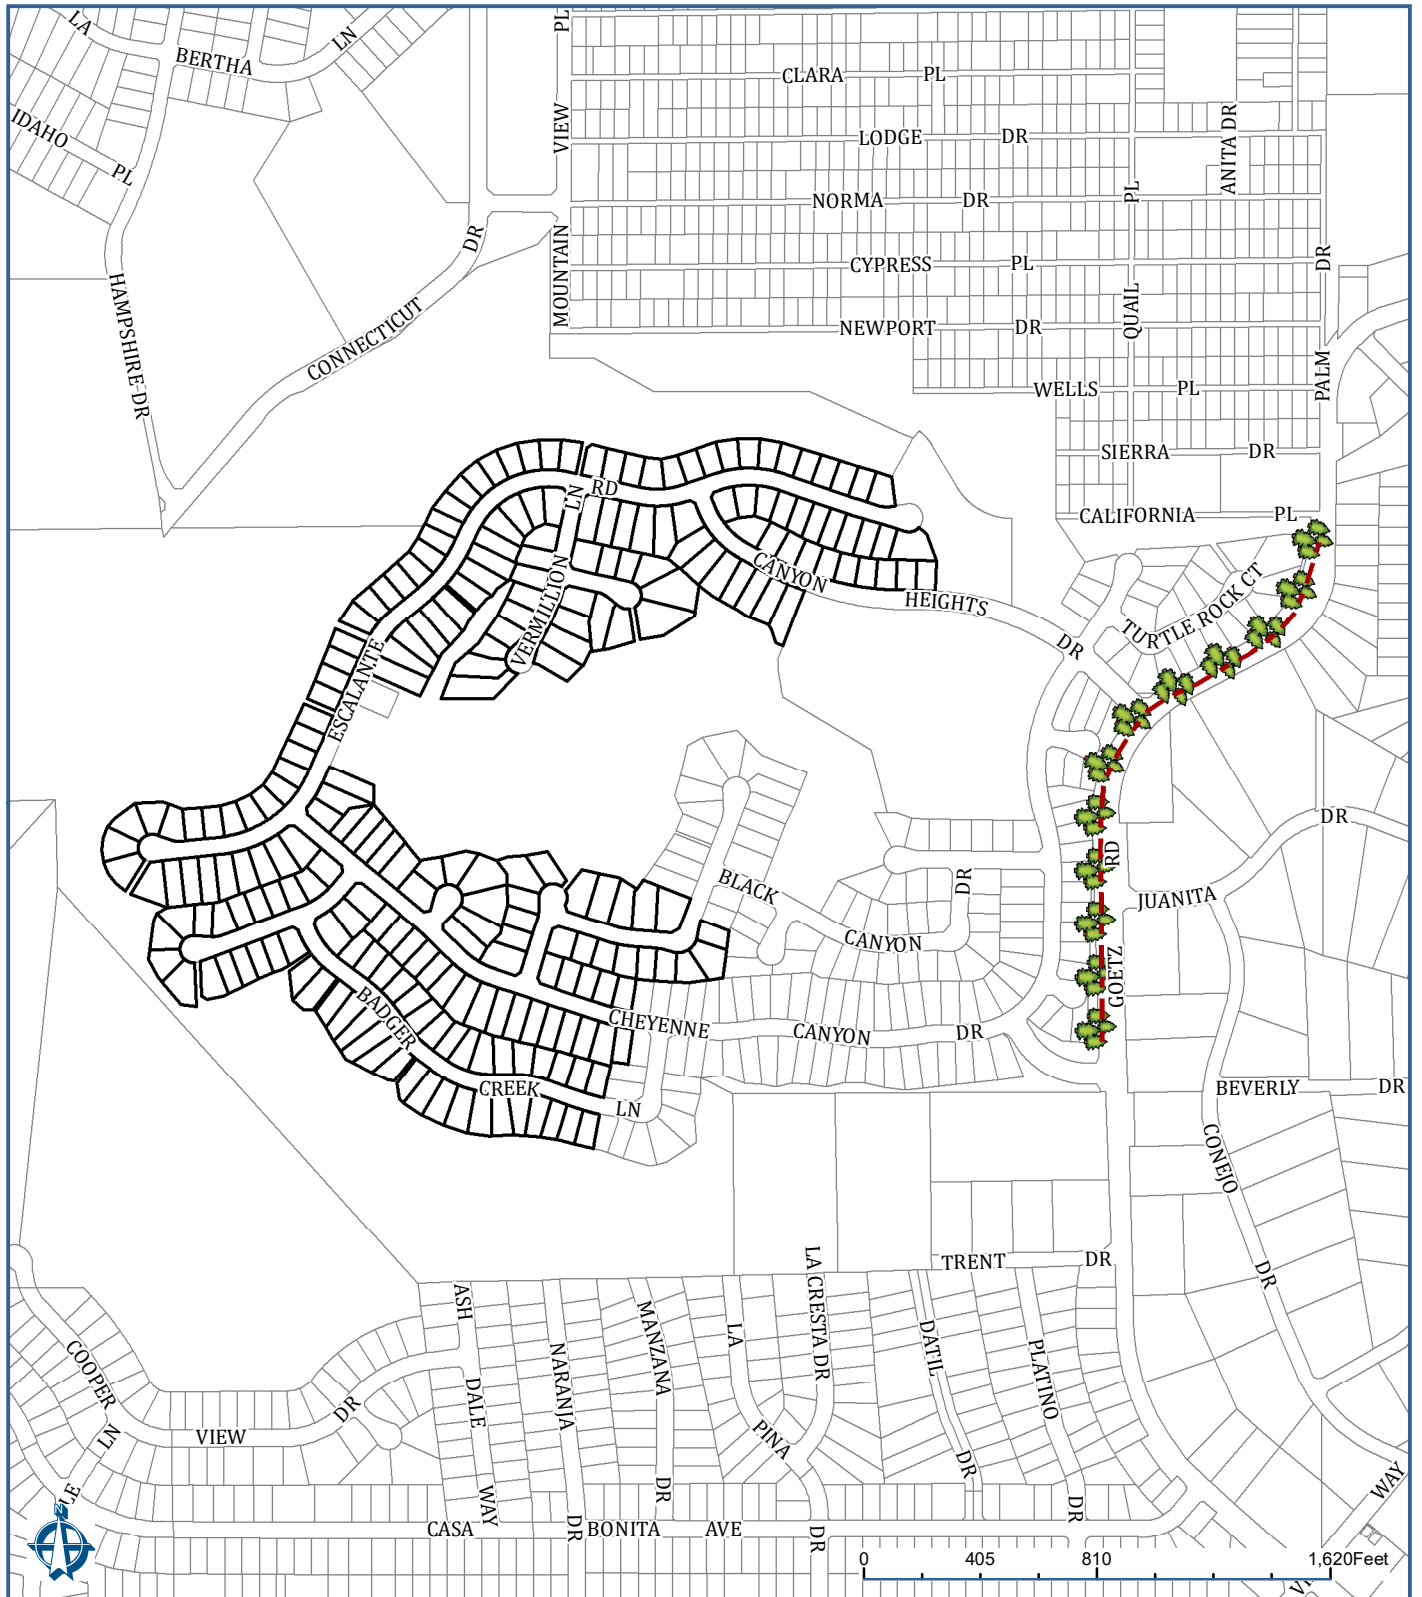 LA
BERTHA
LN
PL
CLARA PL
IDAHO
PL
VIEW
LODGE DR
ANITA DR
NORMA DR
PL
DR
MOUNTAIN
CYPRESS PL
DR
HAMPSHIRE DR
CONNECTICUT
QUAIL
NEWPORT DR
WELLS PL
PALM
SIERRA DR
LN
RD
CALIFORNIA PL
CANYON
HEIGHTS
DR
TURTLE ROCK CT
VERMILLION
ESCALANTE
DR
RD
BLACK
DR
JUANITA
CANYON
GOETZ
BADGER
CHEYENNE CANYON DR
CREEK
LN
BEVERLY DR
CONEJO
DR
TRENT DR
LA CRESTA DR
ASH
MANZANA
LA
DATIL
PLATINO
COOPER
NARANJA
DALE
DR
VIEW
LN
PINA
DR
WAY
LE
WAY
DR
DR
CASA
DR
BONITA AVE
DR
N
0 405 810 1,620Feet